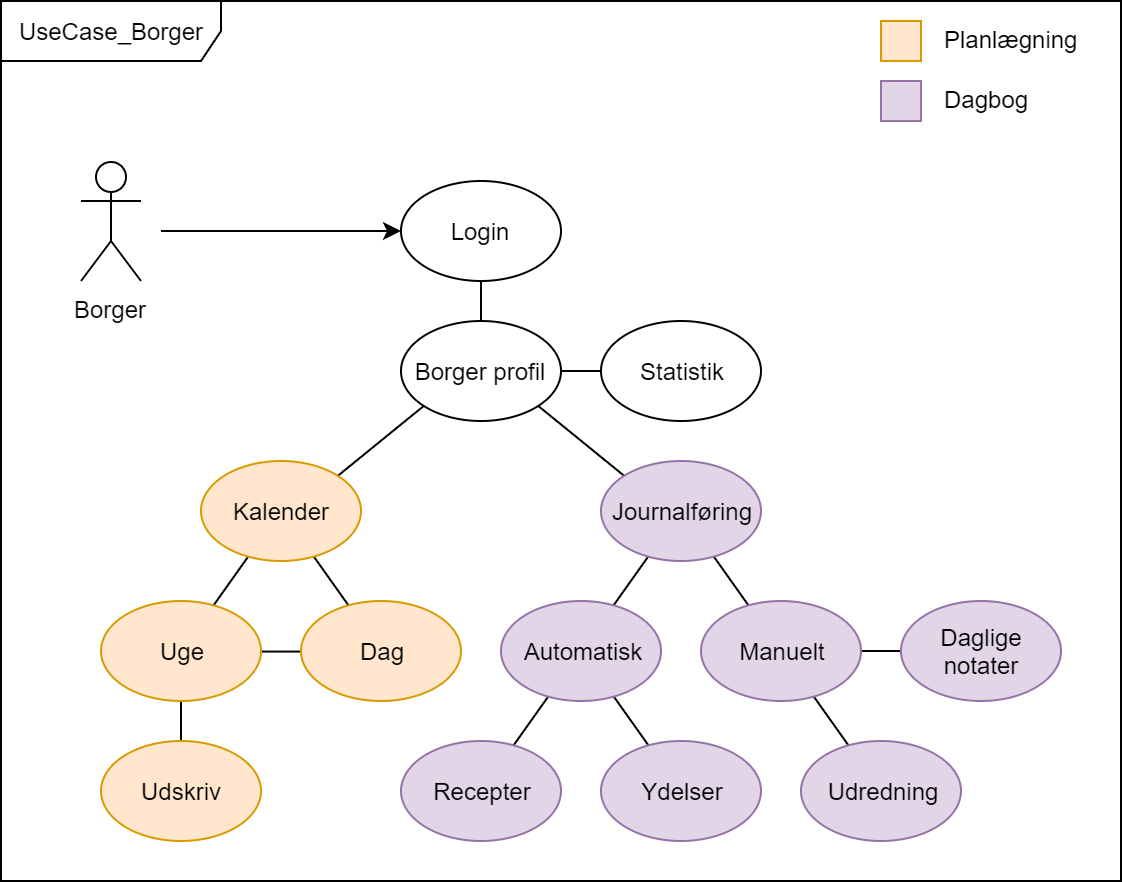 UseCase_Borger
Planlægning
Dagbog
Login
Borger
Borger profil
Statistik
Kalender
Journalføring
Uge
Dag
Automatisk
Manuelt
Daglige
notater
Udskriv
Recepter
Ydelser
Udredning